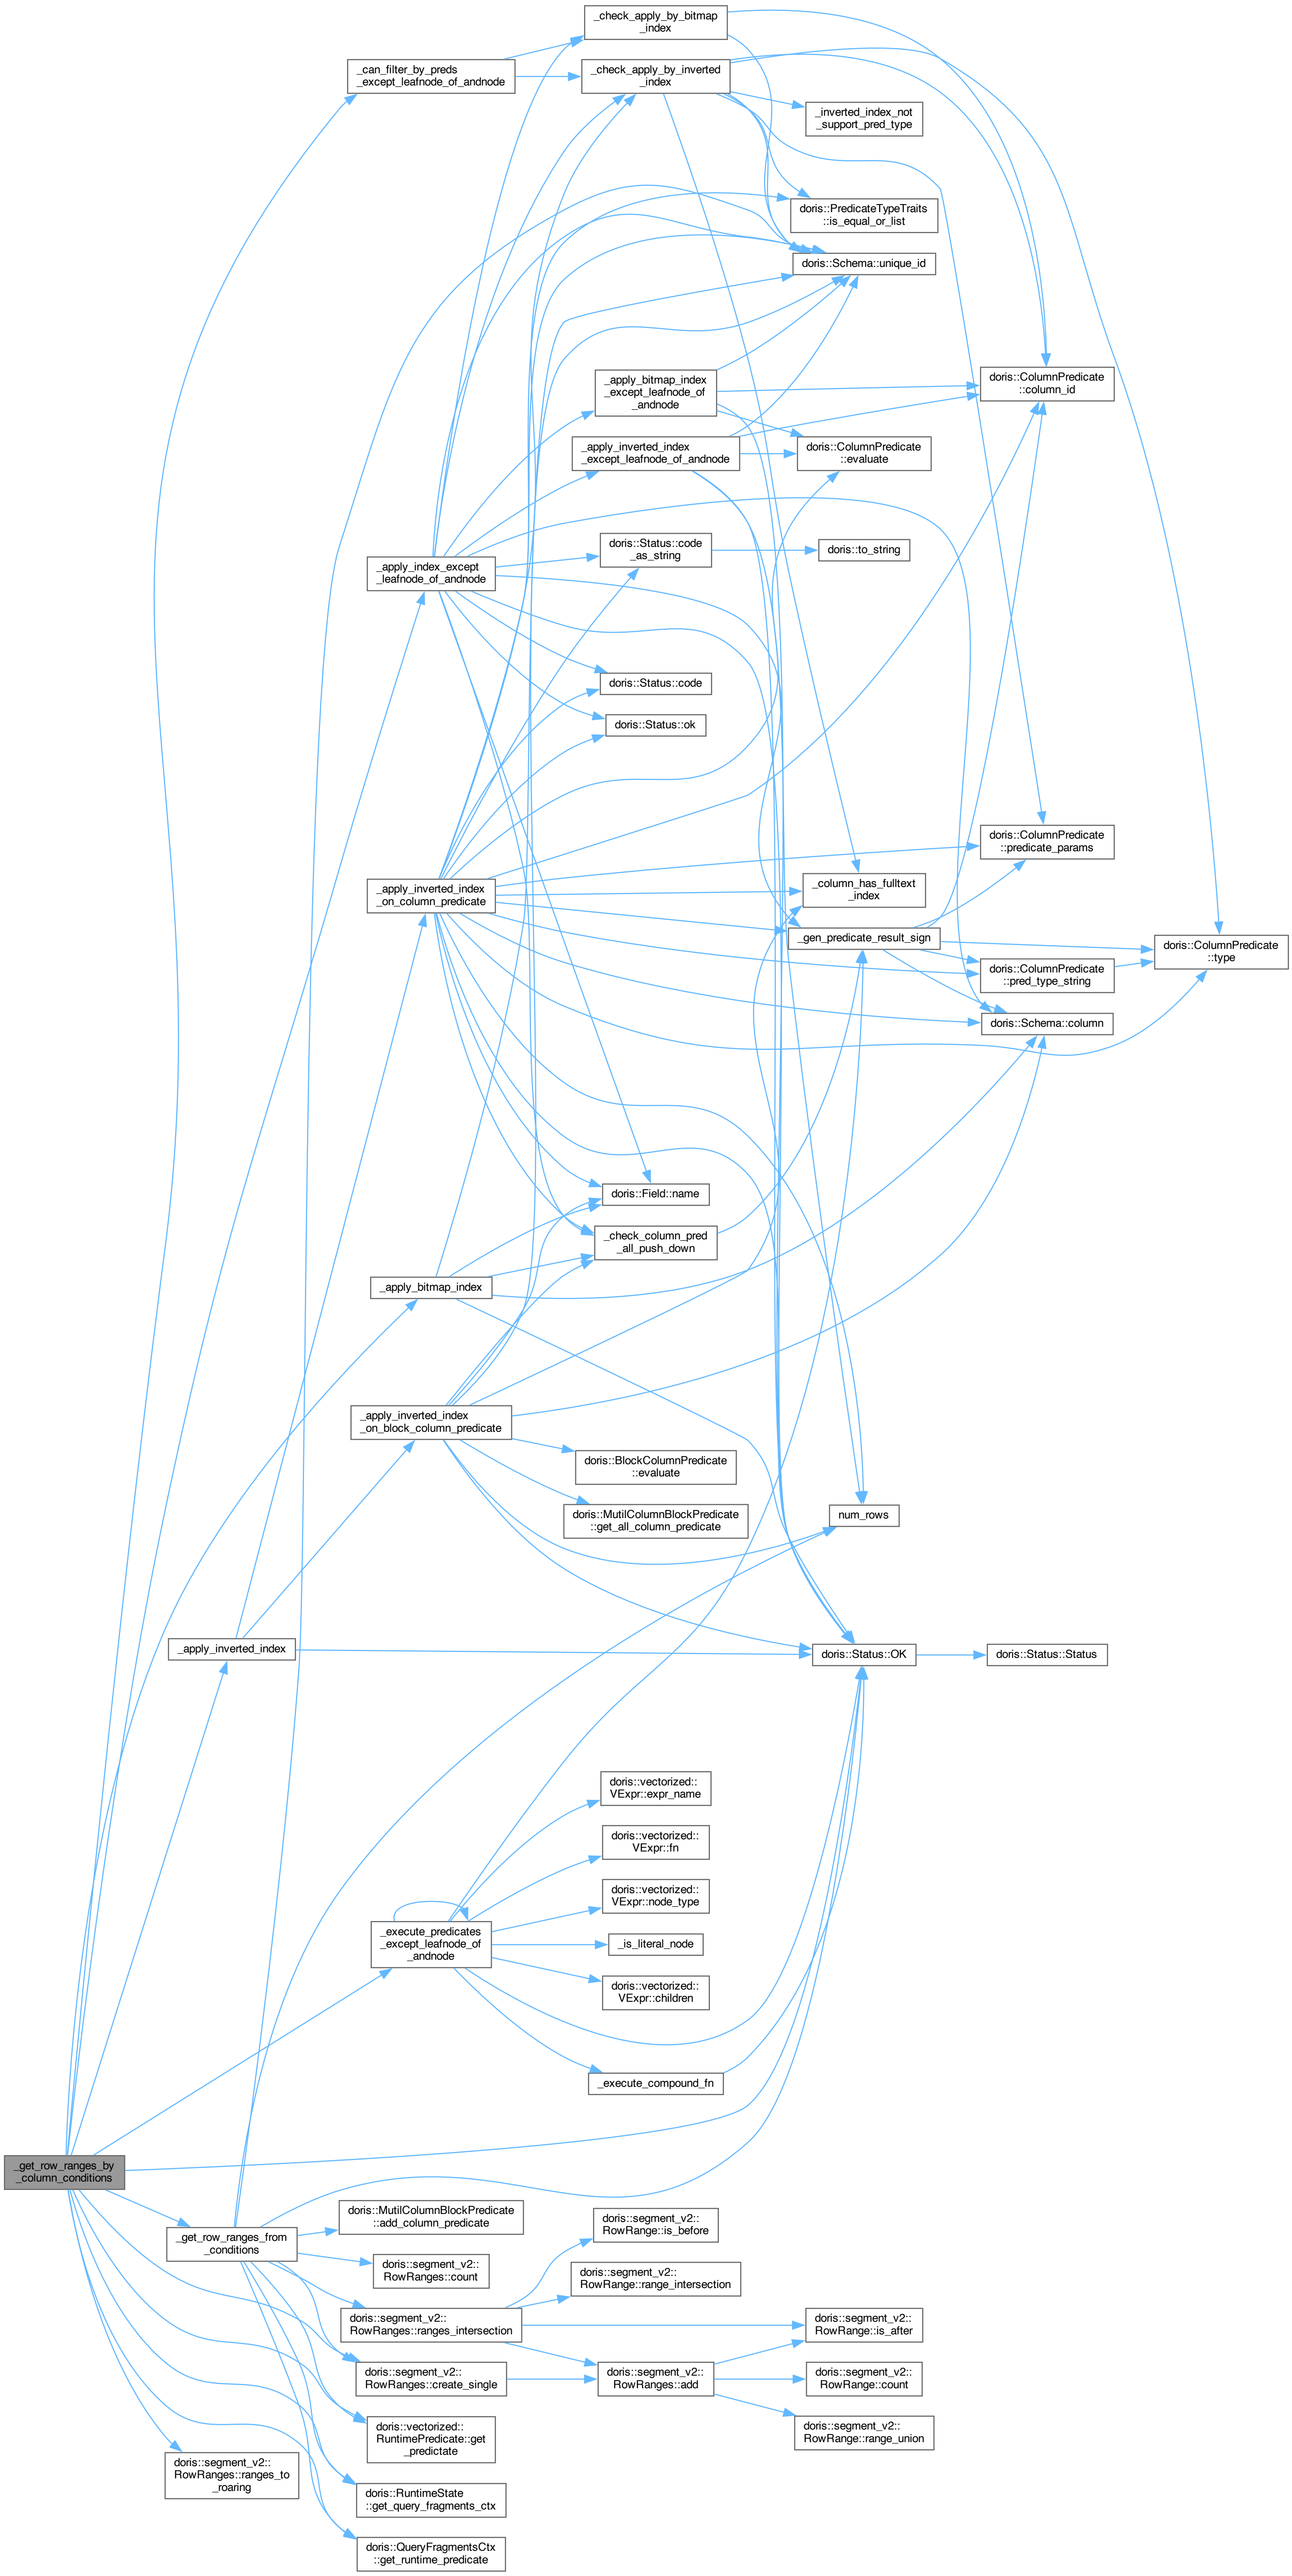 _check_apply_by_bitmap
_index
_can_filter_by_preds
_except_leafnode_of_andnode
_check_apply_by_inverted
_index
_inverted_index_not
_support_pred_type
doris::PredicateTypeTraits
::is_equal_or_list
doris::Schema::unique_id
_apply_bitmap_index
_except_leafnode_of
_andnode
doris::ColumnPredicate
::column_id
_apply_inverted_index
_except_leafnode_of_andnode
doris::ColumnPredicate
::evaluate
doris::Status::code
_as_string
doris::to_string
_apply_index_except
_leafnode_of_andnode
doris::Status::code
doris::Status::ok
doris::ColumnPredicate
::predicate_params
_apply_inverted_index
_on_column_predicate
_column_has_fulltext
_index
_gen_predicate_result_sign
doris::ColumnPredicate
::type
doris::ColumnPredicate
::pred_type_string
doris::Schema::column
doris::Field::name
_check_column_pred
_all_push_down
_apply_bitmap_index
_apply_inverted_index
_on_block_column_predicate
doris::BlockColumnPredicate
::evaluate
doris::MutilColumnBlockPredicate
::get_all_column_predicate
num_rows
_apply_inverted_index
doris::Status::OK
doris::Status::Status
doris::vectorized::
VExpr::expr_name
doris::vectorized::
VExpr::fn
doris::vectorized::
VExpr::node_type
_execute_predicates
_except_leafnode_of
_andnode
_is_literal_node
doris::vectorized::
VExpr::children
_execute_compound_fn
_get_row_ranges_by
_column_conditions
doris::MutilColumnBlockPredicate
::add_column_predicate
doris::segment_v2::
RowRange::is_before
_get_row_ranges_from
_conditions
doris::segment_v2::
RowRanges::count
doris::segment_v2::
RowRange::range_intersection
doris::segment_v2::
RowRanges::ranges_intersection
doris::segment_v2::
RowRange::is_after
doris::segment_v2::
RowRanges::create_single
doris::segment_v2::
RowRanges::add
doris::segment_v2::
RowRange::count
doris::vectorized::
RuntimePredicate::get
_predictate
doris::segment_v2::
RowRange::range_union
doris::segment_v2::
RowRanges::ranges_to
_roaring
doris::RuntimeState
::get_query_fragments_ctx
doris::QueryFragmentsCtx
::get_runtime_predicate